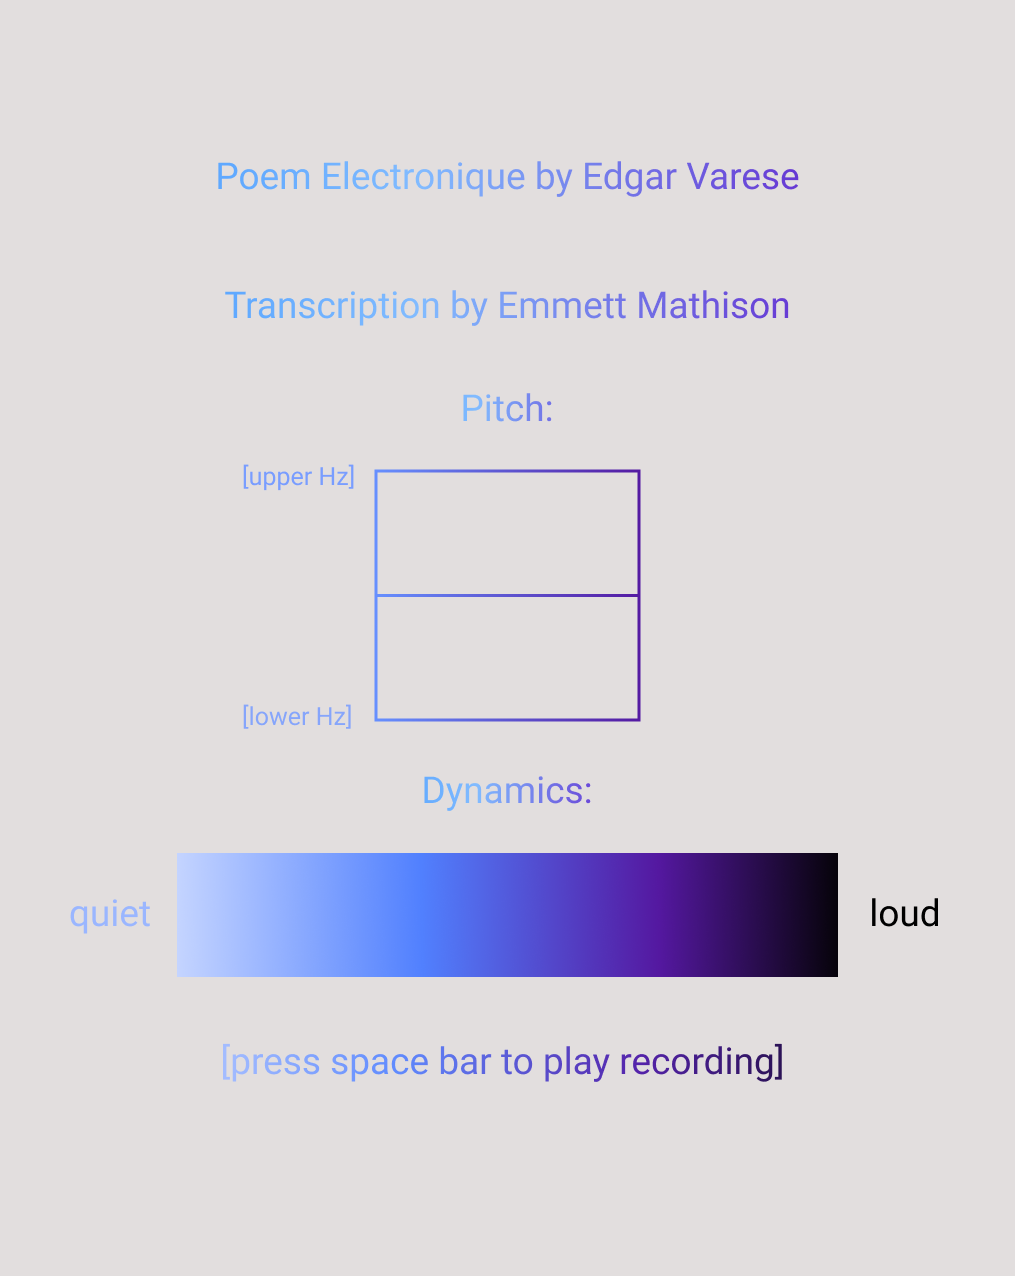 Poem Electronique by Edgar Varese
Transcription by Emmett Mathison
Pitch:
[upper Hz]
[lower Hz]
Dynamics:
quiet
loud
[press space bar to play recording]